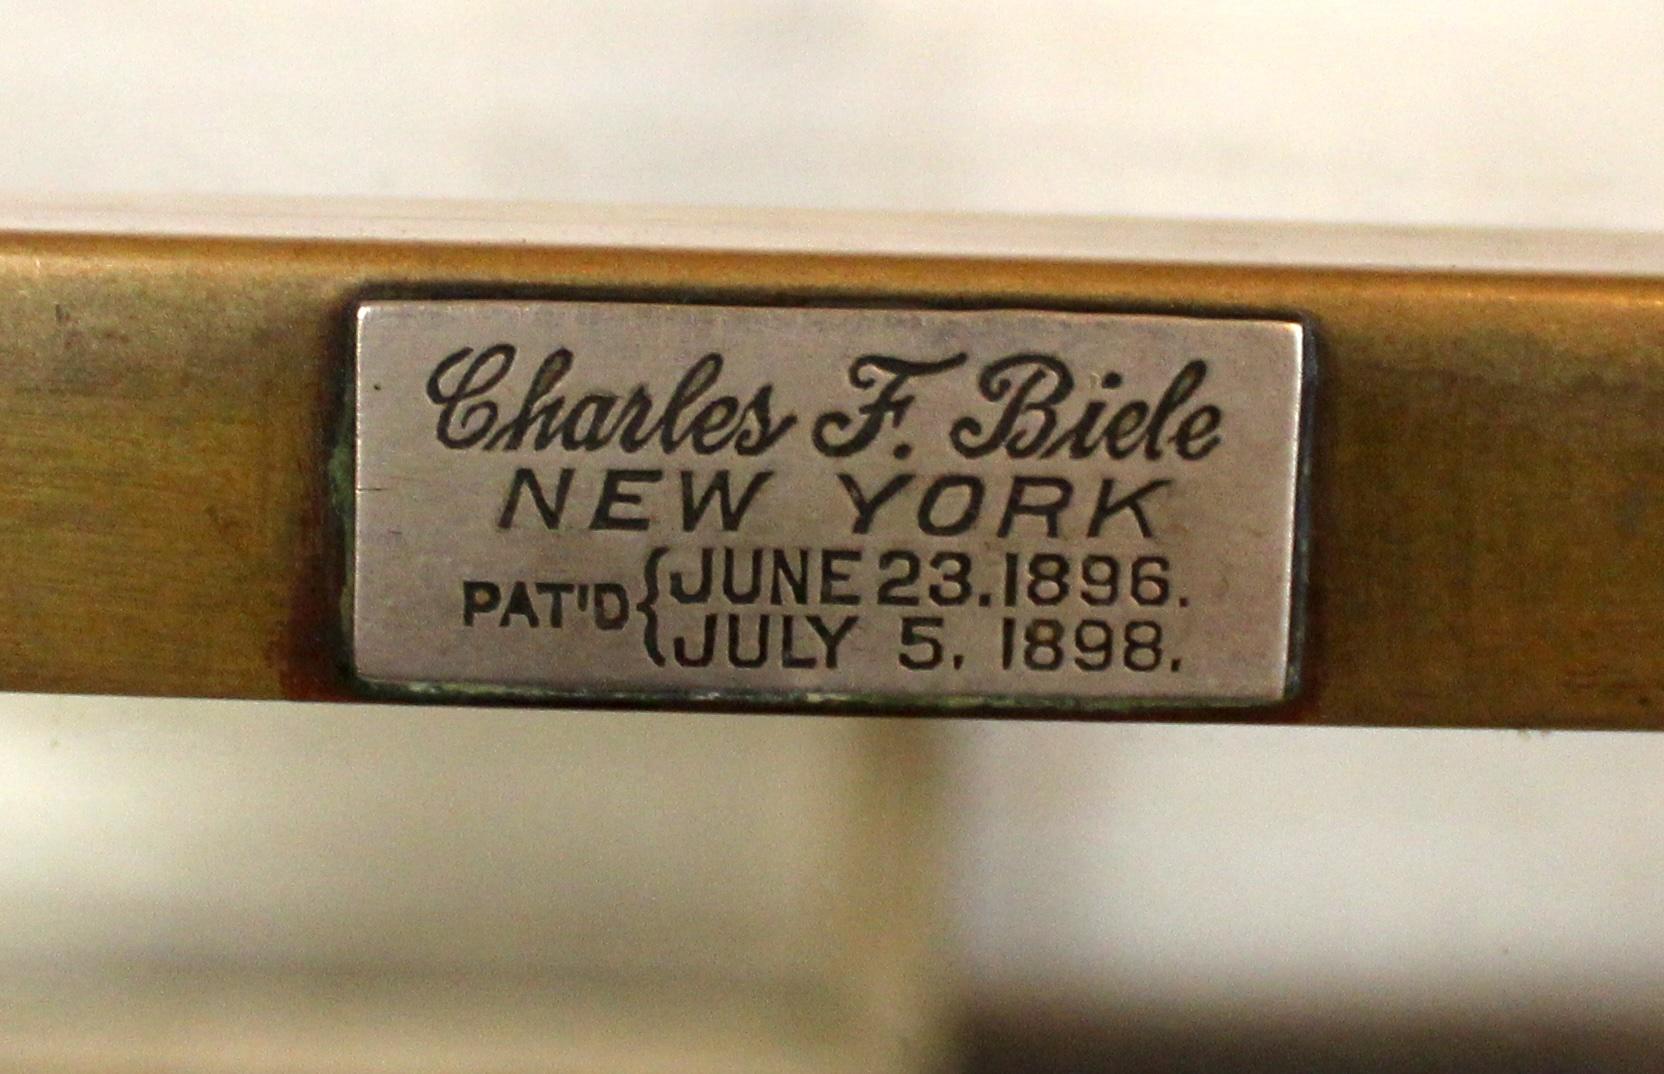 Charles F. Biele
NEW YORK
PAT'D { JUNE 23. 1896.
JULY 5. 1898.